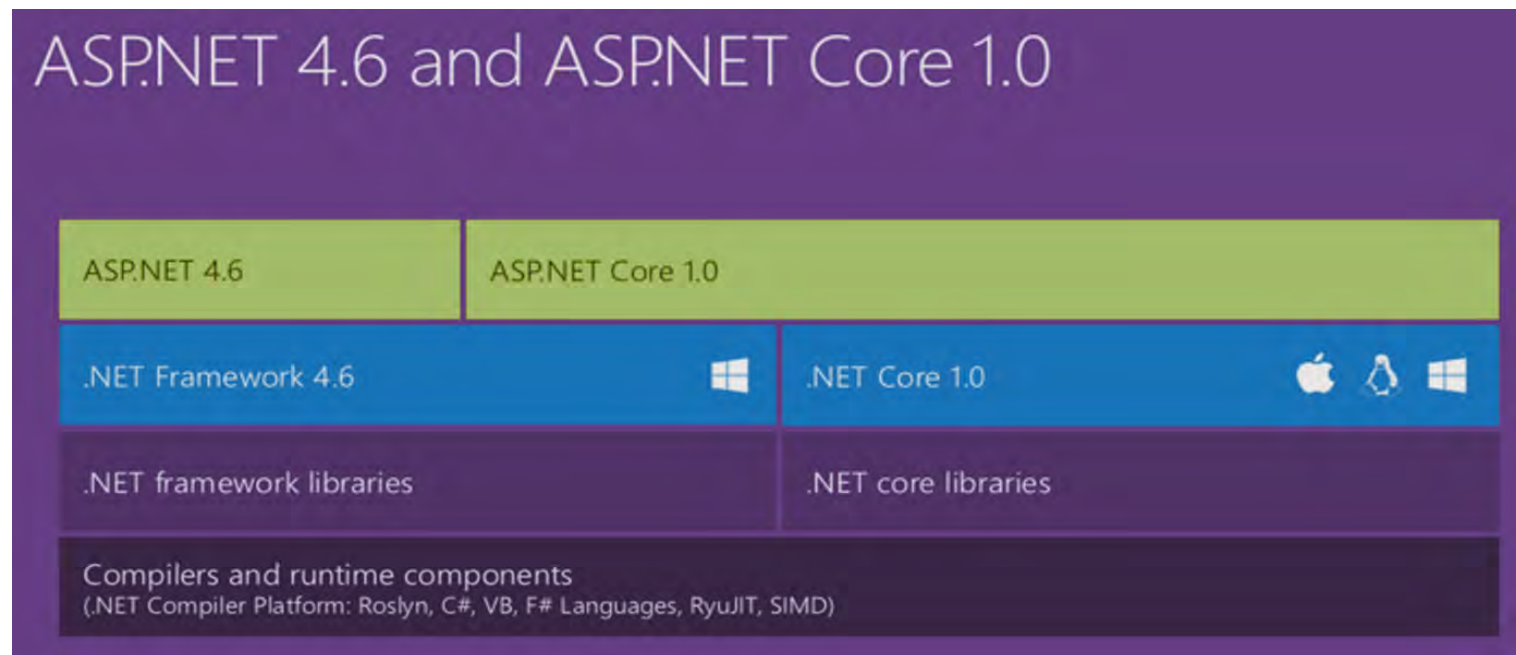 ASP.NET 4.6 and ASP.NET Core 1.0
ASP.NET 4.6
ASP.NET Core 1.0
.NET Framework 4.6
.NET Core 1.0
.NET framework libraries
.NET core libraries
Compilers and runtime components
(.NET Compiler Platform: Roslyn, C#, VB, F# Languages, RyuJIT, SIMD)